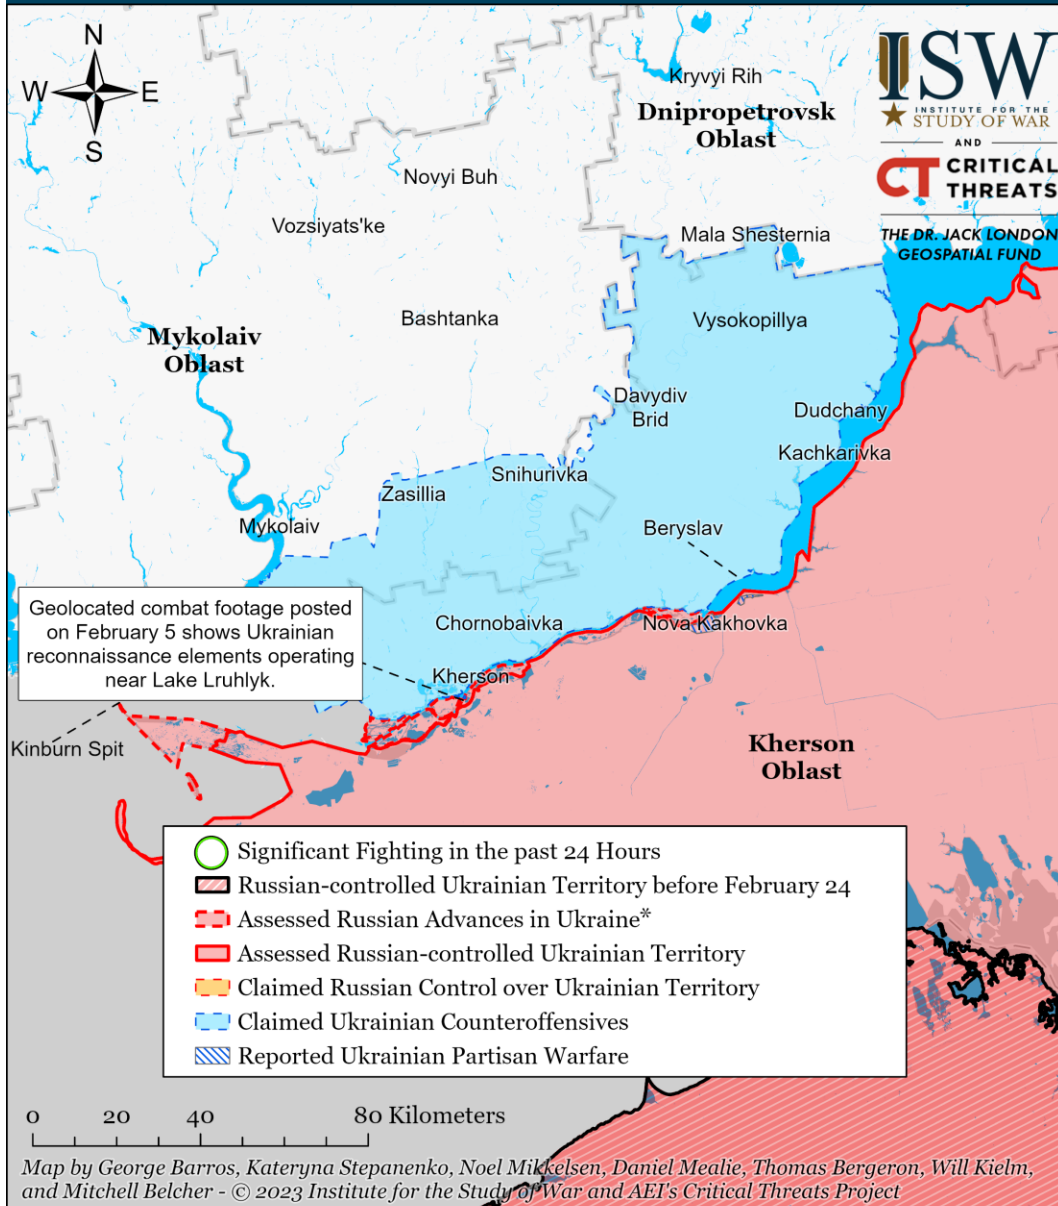 N
W
E
S
ISW
INSTITUTE FOR THE
STUDY OF WAR
AND
CT CRITICAL
THREATS
THE DR. JACK LONDON
GEOSPATIAL FUND
Kryvyi Rih
Dnipropetrovsk
Oblast
Novyi Buh
Vozsiyats'ke
Mala Shesternia
Bashtanka
Vysokopillya
Mykolaiv
Oblast
Davydiv
Brid
Dudchany
Kachkarivka
Snihurivka
Zasillia
Mykolaiv
Beryslav
Geolocated combat footage posted
on February 5 shows Ukrainian
reconnaissance elements operating
near Lake Lruhlyk.
Chornobaivka
Nova Kakhovka
Kherson
Kinburn Spit
Kherson
Oblast
Significant Fighting in the past 24 Hours
Russian-controlled Ukrainian Territory before February 24
Assessed Russian Advances in Ukraine*
Assessed Russian-controlled Ukrainian Territory
Claimed Russian Control over Ukrainian Territory
Claimed Ukrainian Counteroffensives
Reported Ukrainian Partisan Warfare
0 20 40 80 Kilometers
Map by George Barros, Kateryna Stepanenko, Noel Mikkelsen, Daniel Mealie, Thomas Bergeron, Will Kielm,
and Mitchell Belcher - © 2023 Institute for the Study of War and AEI's Critical Threats Project